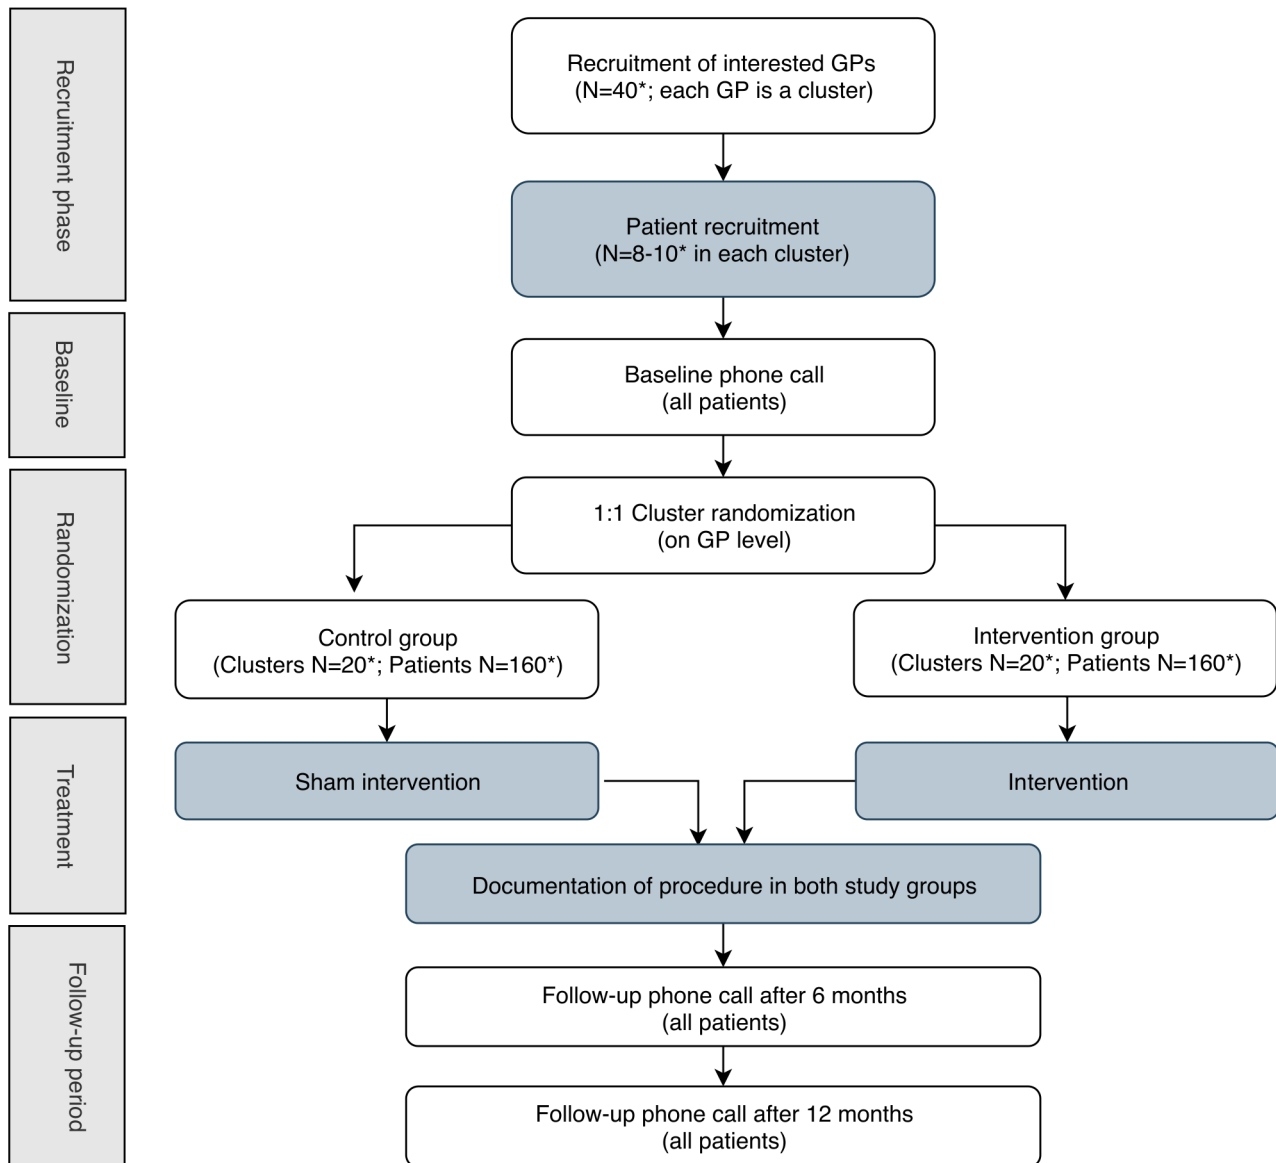 Recruitment phase
Recruitment of interested GPs
(N=40*; each GP is a cluster)
Patient recruitment
(N=8-10* in each cluster)
Baseline
Baseline phone call
(all patients)
Randomization
1:1 Cluster randomization
(on GP level)
Control group
(Clusters N=20*; Patients N=160*)
Intervention group
(Clusters N=20*; Patients N=160*)
Treatment
Sham intervention
Intervention
Documentation of procedure in both study groups
Follow-up period
Follow-up phone call after 6 months
(all patients)
Follow-up phone call after 12 months
(all patients)